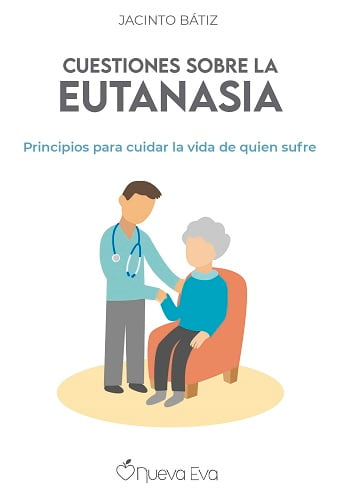 JACINTO BÁTIZ
CUESTIONES SOBRE LA
EUTANASIA
Principios para cuidar la vida de quien sufre
nueva Eva